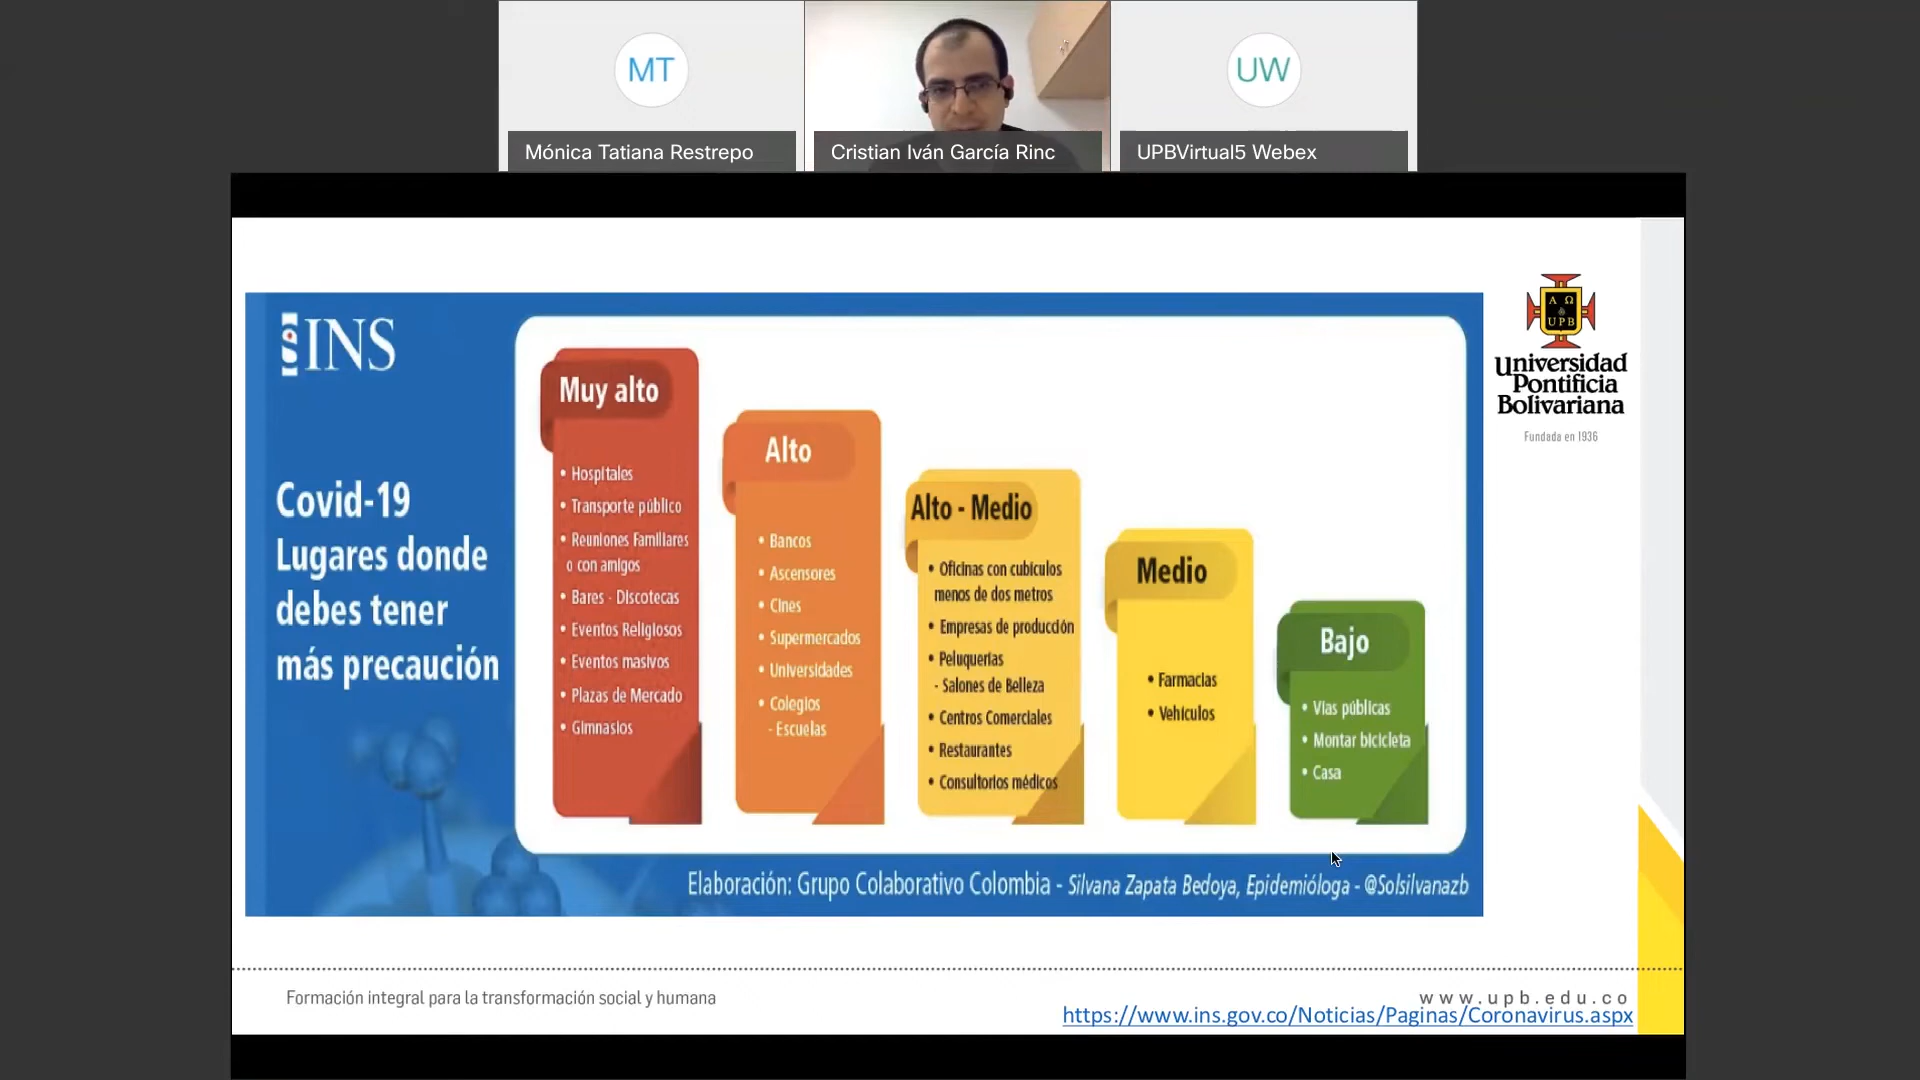 MT
UW
Mónica Tatiana Restrepo
Cristian Iván García Rinc
UPBVirtual5 Webex
INS
Covid-19
Lugares donde
debes tener
más precaución
Muy alto
• Hospitales
• Transporte público
• Reuniones Familiares
o con amigos
• Bares - Discotecas
• Eventos Religiosos
• Eventos masivos
• Plazas de Mercado
• Gimnasios
Alto
• Bancos
• Ascensores
• Cines
• Supermercados
• Universidades
• Colegios
- Escuelas
Alto - Medio
• Oficinas con cubículos
menos de dos metros
• Empresas de producción
• Peluquerías
- Salones de Belleza
• Centros Comerciales
• Restaurantes
• Consultorios médicos
Medio
• Farmacias
• Vehículos
Bajo
• Vías públicas
• Montar bicicleta
• Casa
Elaboración: Grupo Colaborativo Colombia - Silvana Zapata Bedoya, Epidemióloga - @Solsilvanazb
A Ω
UPB
Universidad
Pontificia
Bolivariana
Fundada en 1936
Formación integral para la transformación social y humana
www.upb.edu.co
https://www.ins.gov.co/Noticias/Paginas/Coronavirus.aspx